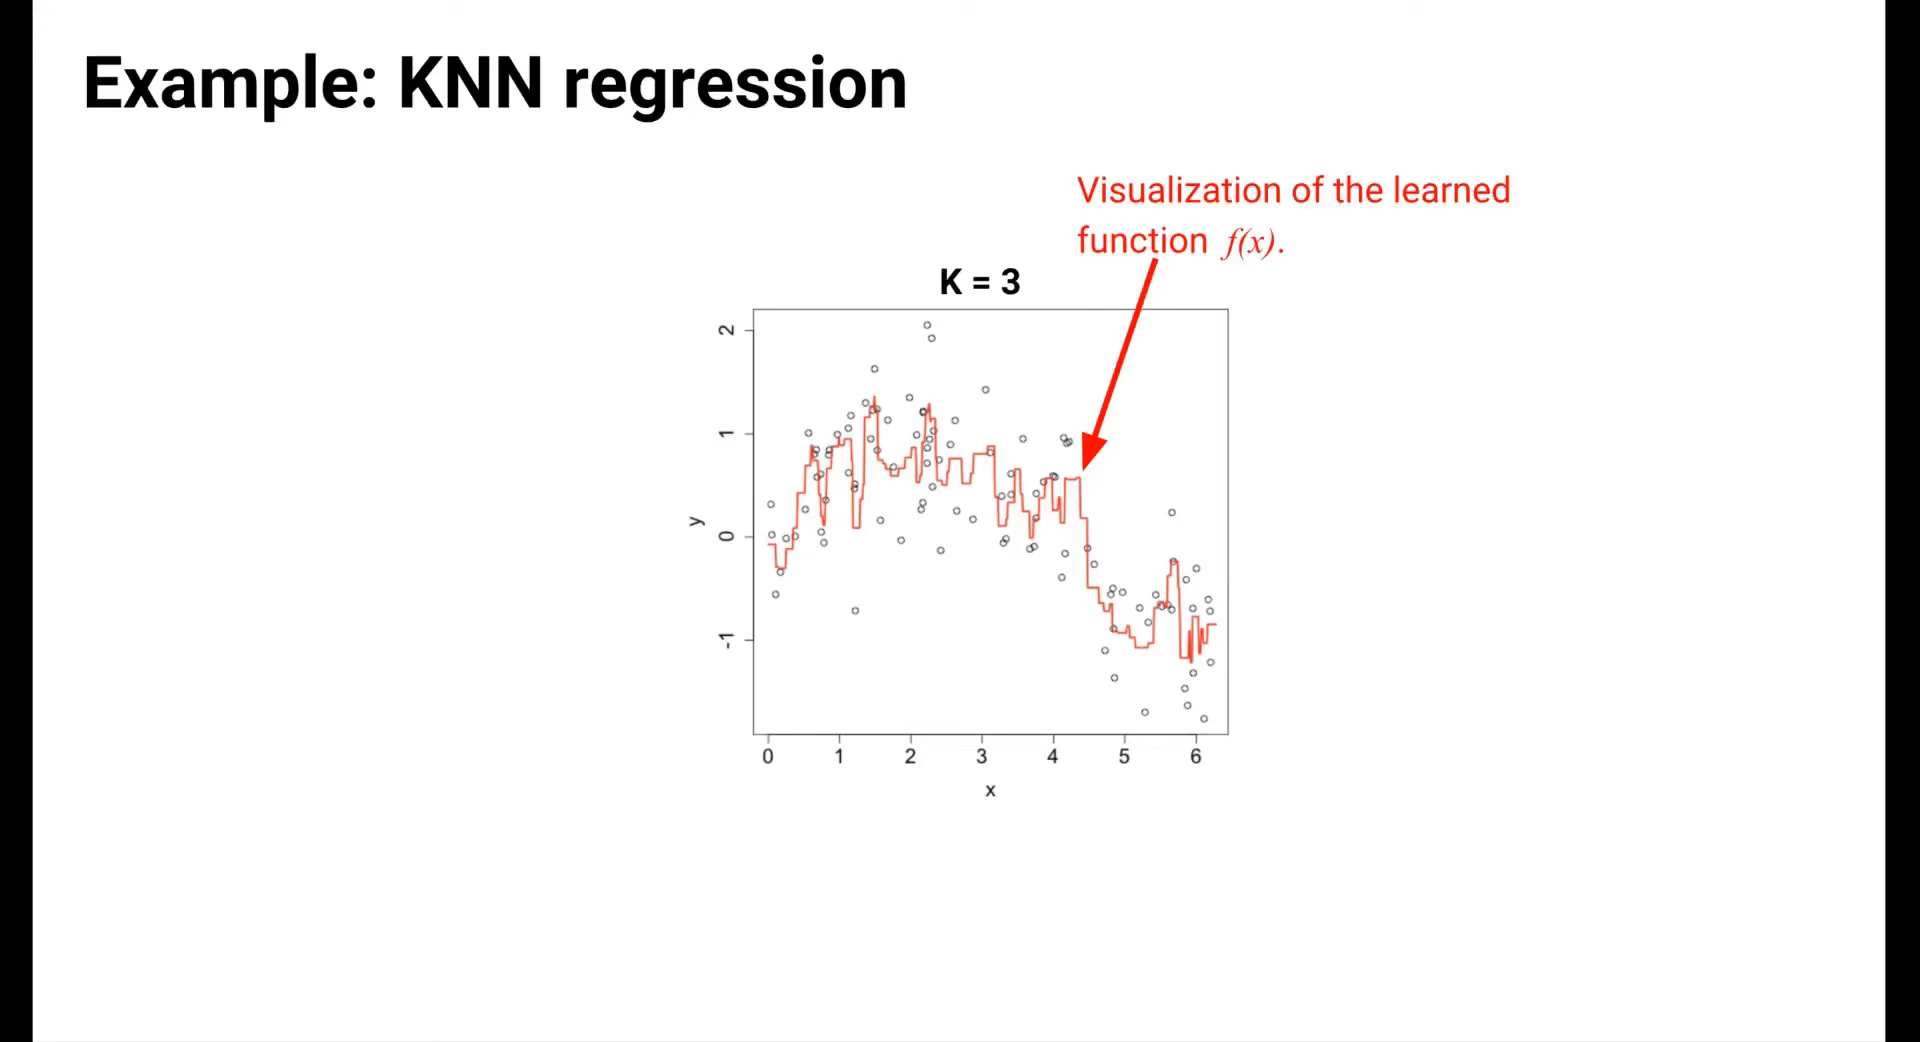 Example: KNN regression
Visualization of the learned
function f(x).
K = 3
2
1
0
-1
y
0 1 2 3 4 5 6
x